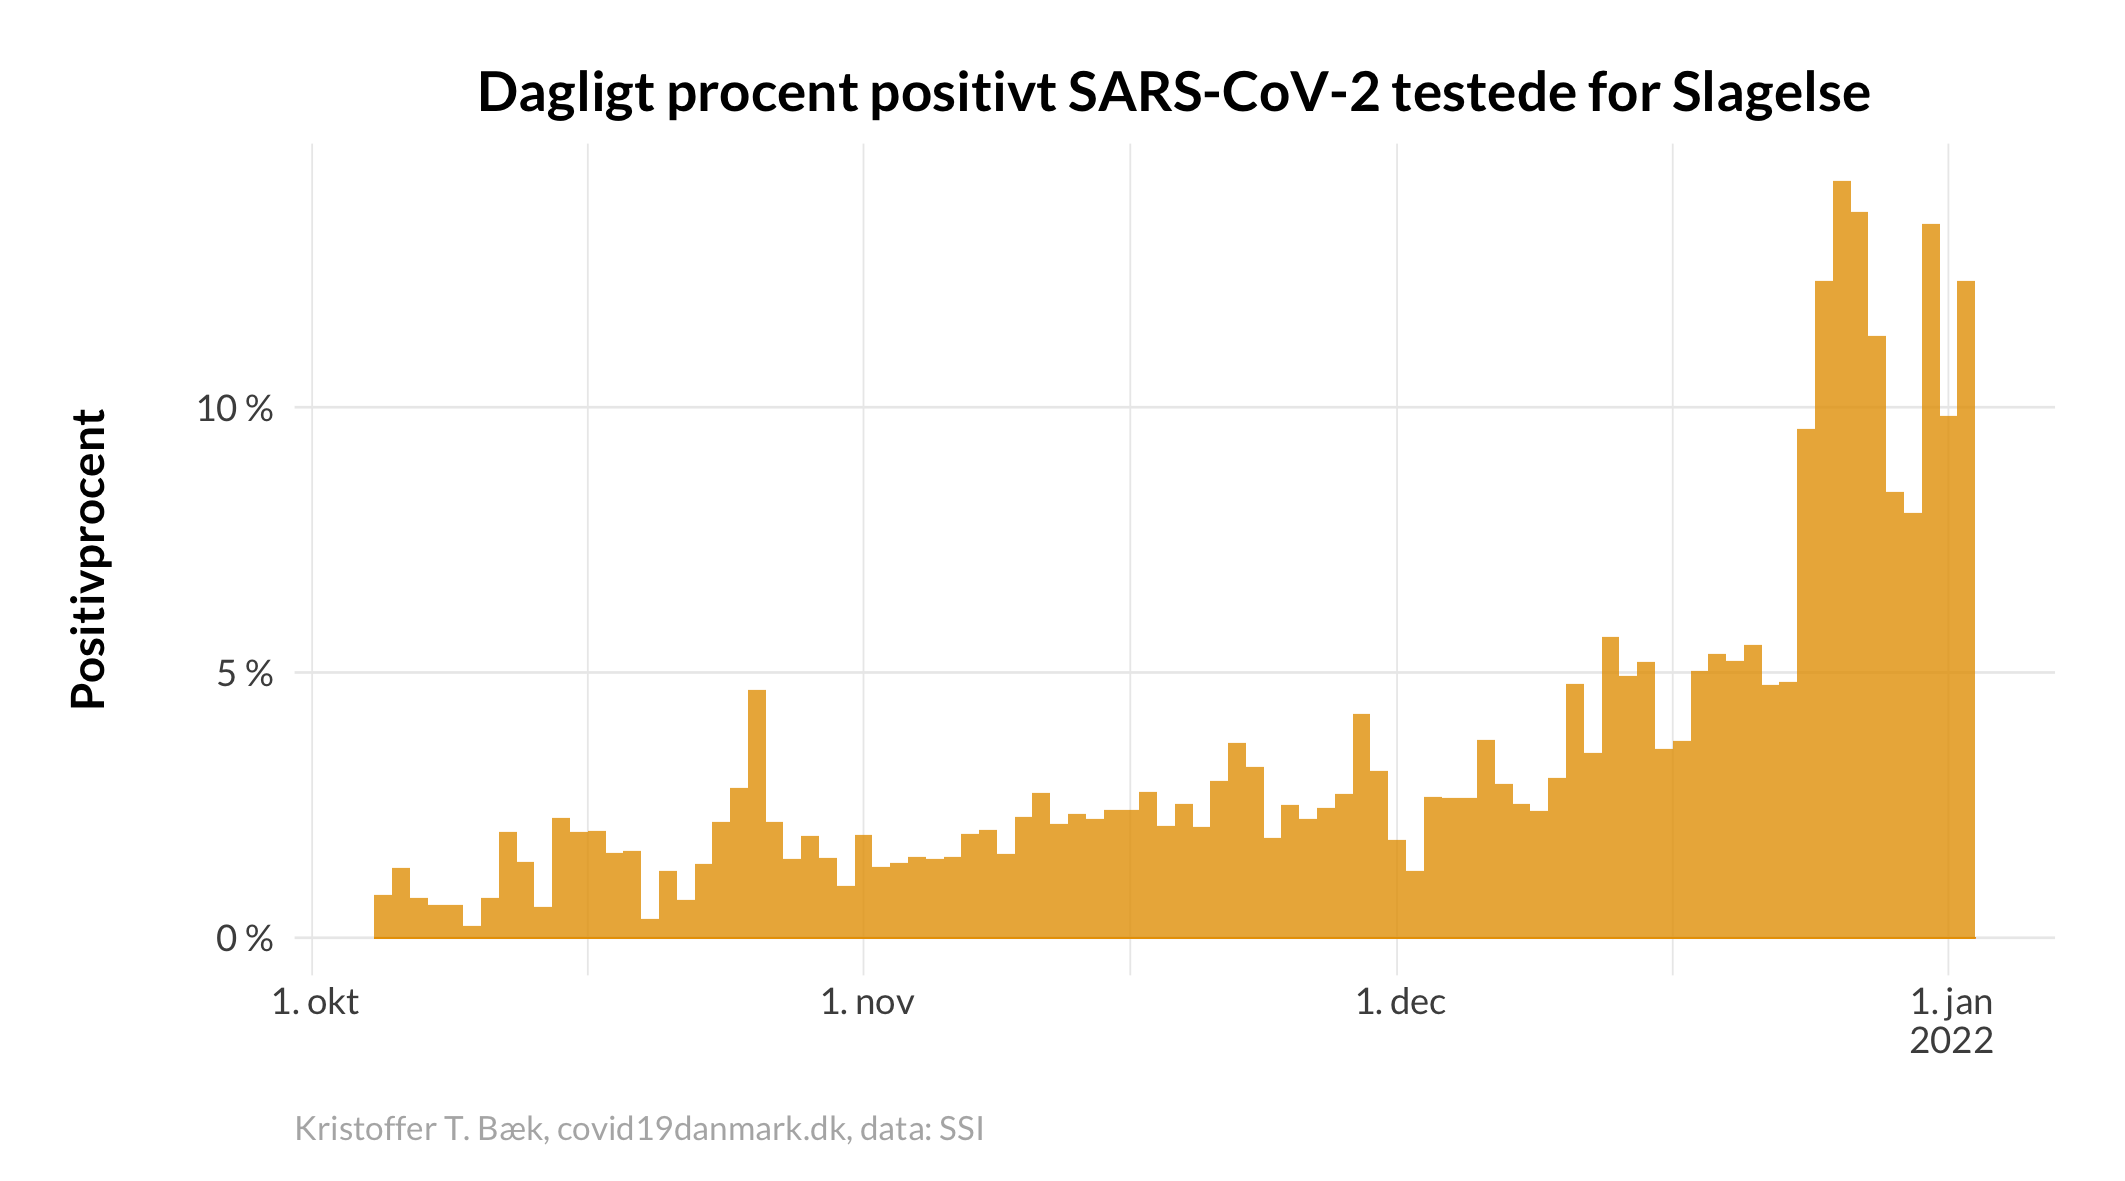 Dagligt procent positivt SARS-CoV-2 testede for Slagelse
Positivprocent
10 %
5 %
0 %
1. okt
1. nov
1. dec
1. jan
2022
Kristoffer T. Bæk, covid19danmark.dk, data: SSI